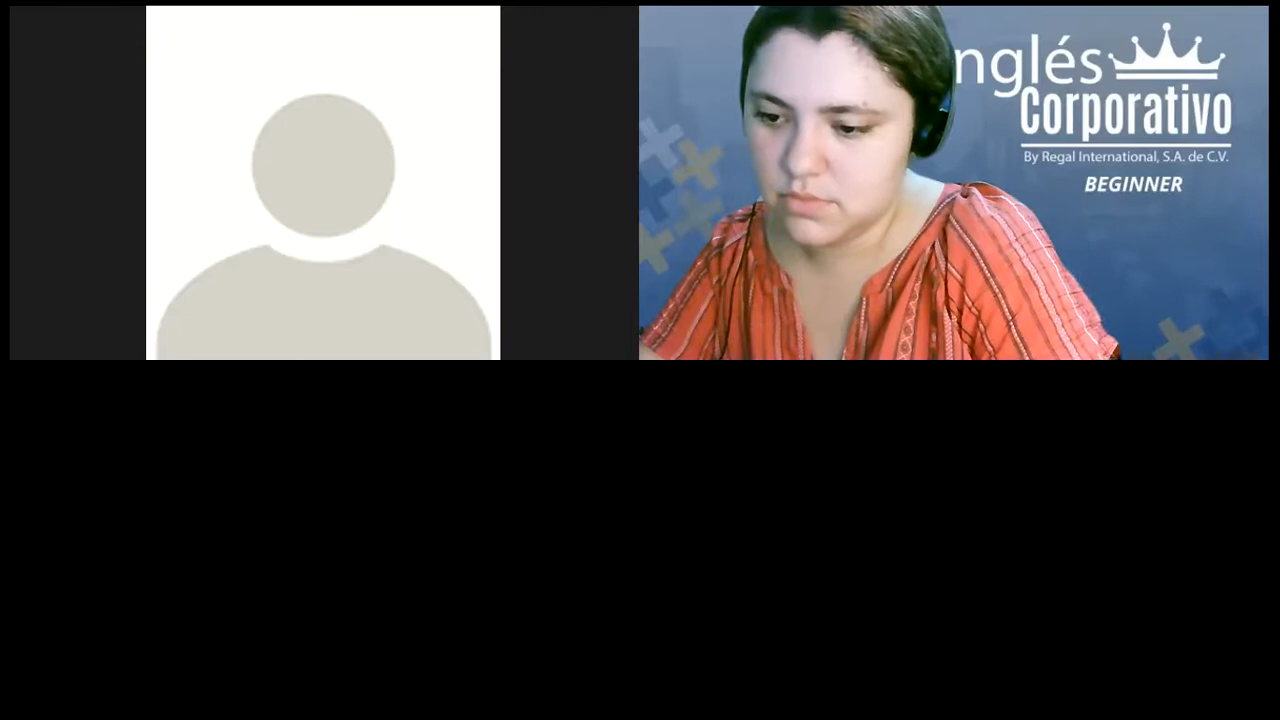 nglés
Corporativo
By Regal International, S.A. de C.V.
BEGINNER